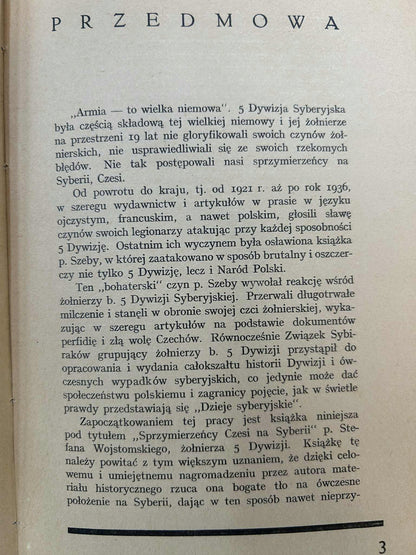 PRZEDMOWA
„Armia — to wielka niemowa". 5 Dywizja Syberyjska
była częścią składową tej wielkiej niemowy i jej żołnierze
na przestrzeni 19 lat nie gloryfikowali swoich czynów żoł-
nierskich, nie usprawiedliwiali się ze swoich rzekomych
błędów. Nie tak postępowali nasi sprzymierzeńcy na
Syberii, Czesi.
Od powrotu do kraju, tj. od 1921 r. aż po rok 1936,
w szeregu wydawnictw i artykułów w prasie w języku
ojczystym, francuskim, a nawet polskim, głosili sławę
czynów swoich legionarzy atakując przy każdej sposobności
5 Dywizję. Ostatnim ich wyczynem była osławiona książka
p. Szeby, w której zaatakowano w sposób brutalny i oszczer-
czy nie tylko 5 Dywizję, lecz i Naród Polski.
Ten „bohaterski" czyn p. Szeby wywołał reakcję wśród
żołnierzy b. 5 Dywizji Syberyjskiej. Przerwali długotrwałe
milczenie i stanęli w obronie swojej czci żołnierskiej, wyka-
zując w szeregu artykułów na podstawie dokumentów
perfidię i złą wolę Czechów. Równocześnie Związek Sybi-
raków grupujący żołnierzy b. 5 Dywizji przystąpił do
opracowania i wydania całokształtu historii Dywizji i ów-
czesnych wypadków syberyjskich, co jedynie może dać
społeczeństwu polskiemu i zagranicy pojęcie, jak w świetle
prawdy przedstawiają się „Dzieje syberyjskie".
Zapoczątkowaniem tej pracy jest książka niniejsza
pod tytułem „Sprzymierzeńcy Czesi na Syberii" p. Ste-
fana Wojstomskiego, żołnierza 5 Dywizji. Książkę tę
należy powitać z tym większym uznaniem, że dzięki celo-
wemu i umiejętnemu nagromadzeniu przez autora mate-
riału historycznego rzuca ona bogate tło na ówczesne
położenie na Syberii, dając w ten sposób nawet nieprzy-
3